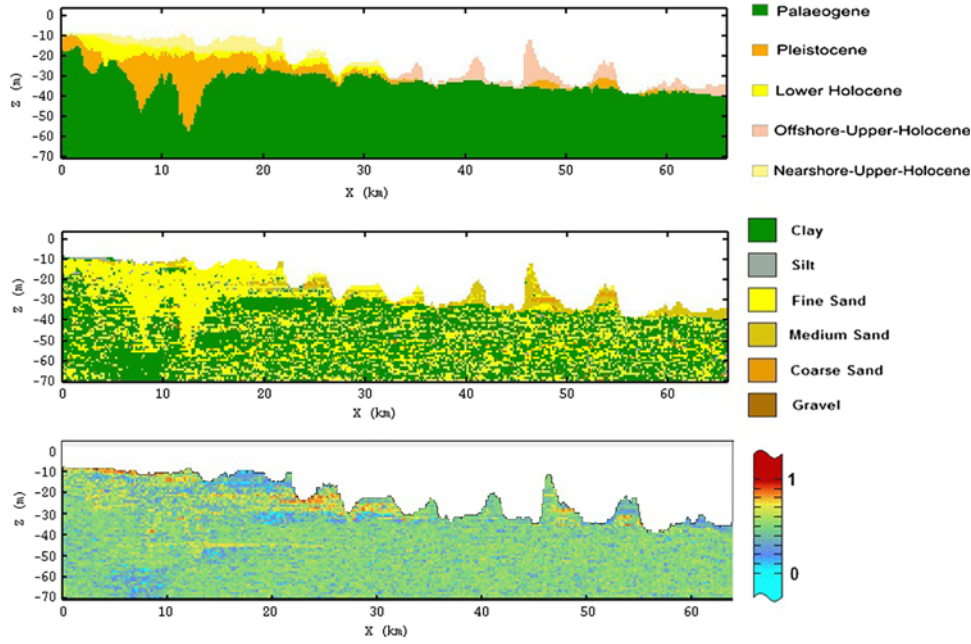 0
-10
-20
-30
-40
-50
-60
-70
Z (m)
0 10 20 30 40 50 60
X (km)
Palaeogene
Pleistocene
Lower Holocene
Offshore-Upper-Holocene
Nearshore-Upper-Holocene
0
-10
-20
-30
-40
-50
-60
-70
Z (m)
0 10 20 30 40 50 60
X (km)
Clay
Silt
Fine Sand
Medium Sand
Coarse Sand
Gravel
0
-10
-20
-30
-40
-50
-60
-70
Z (m)
0 10 20 30 40 50 60
X (km)
1
0